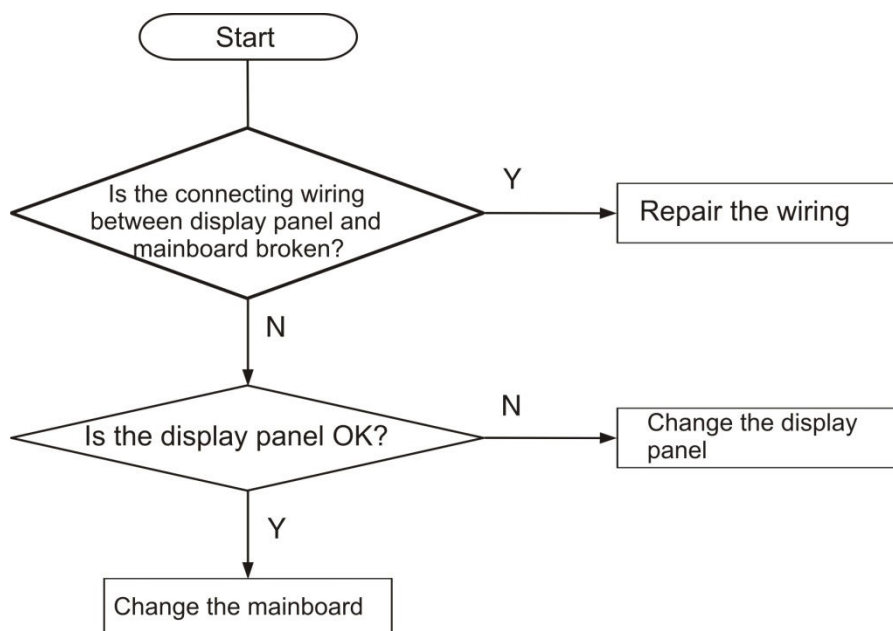 Start
Is the connecting wiring
between display panel and
mainboard broken?
Y
Repair the wiring
N
Is the display panel OK?
N
Change the display
panel
Y
Change the mainboard